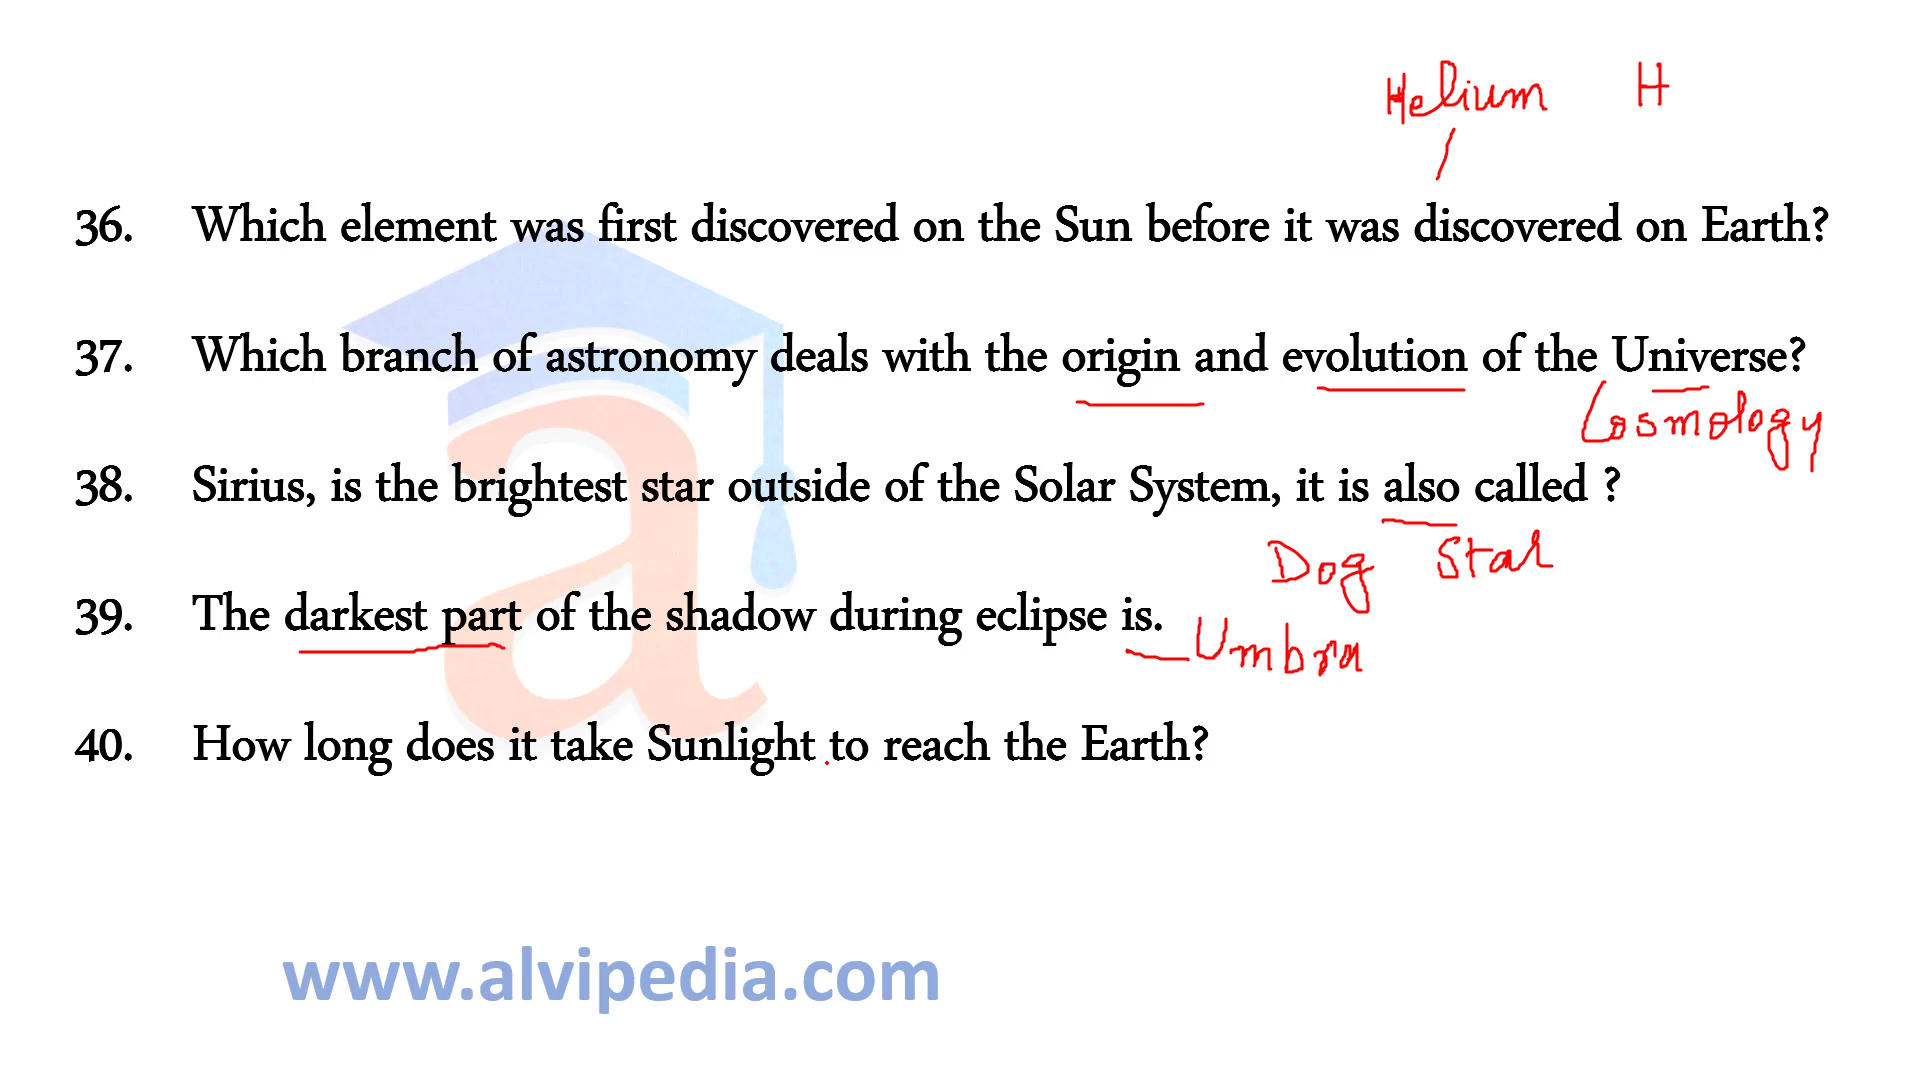 Helium H
36. Which element was first discovered on the Sun before it was discovered on Earth?
37. Which branch of astronomy deals with the origin and evolution of the Universe?
Cosmology
38. Sirius, is the brightest star outside of the Solar System, it is also called ?
Dog Star
39. The darkest part of the shadow during eclipse is. Umbra
40. How long does it take Sunlight to reach the Earth?
www.alvipedia.com